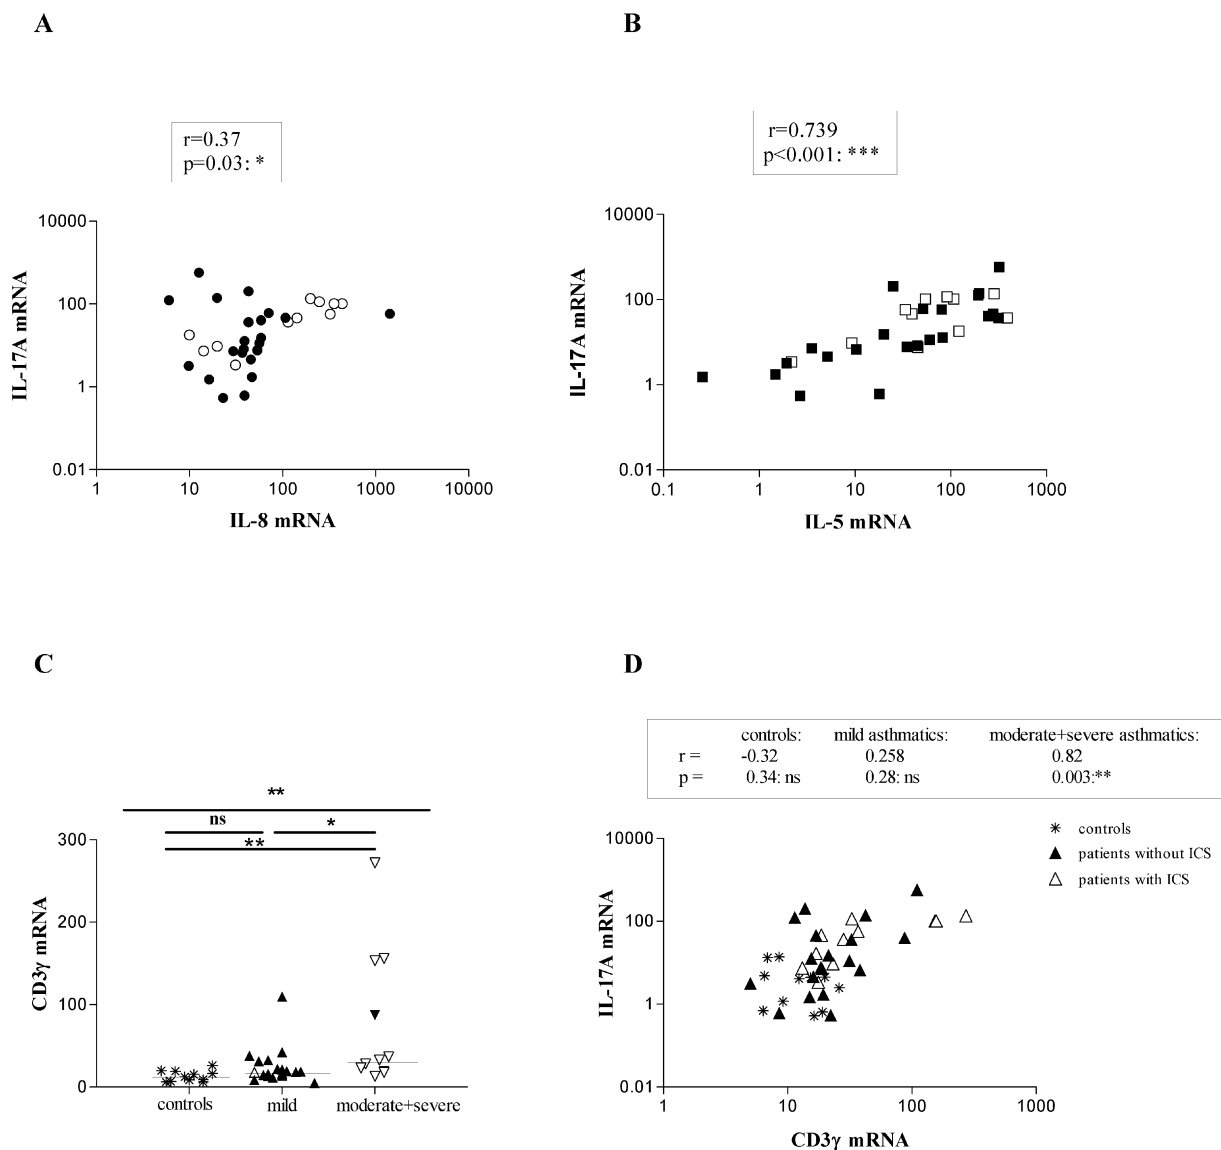 A
r=0.37
p=0.03: *
10000
100
1
0.01
1
10
100
1000
10000
IL-17A mRNA
IL-8 mRNA
B
r=0.739
p<0.001: ***
10000
100
1
0.01
0.1
1
10
100
1000
IL-17A mRNA
IL-5 mRNA
C
**
ns
*
**
300
200
100
0
CD3γ mRNA
controls
mild
moderate+severe
D
controls: mild asthmatics: moderate+severe asthmatics:
r = -0.32 0.258 0.82
p = 0.34: ns 0.28: ns 0.003:**
controls
patients without ICS
patients with ICS
10000
100
1
0.01
1
10
100
1000
IL-17A mRNA
CD3γ mRNA